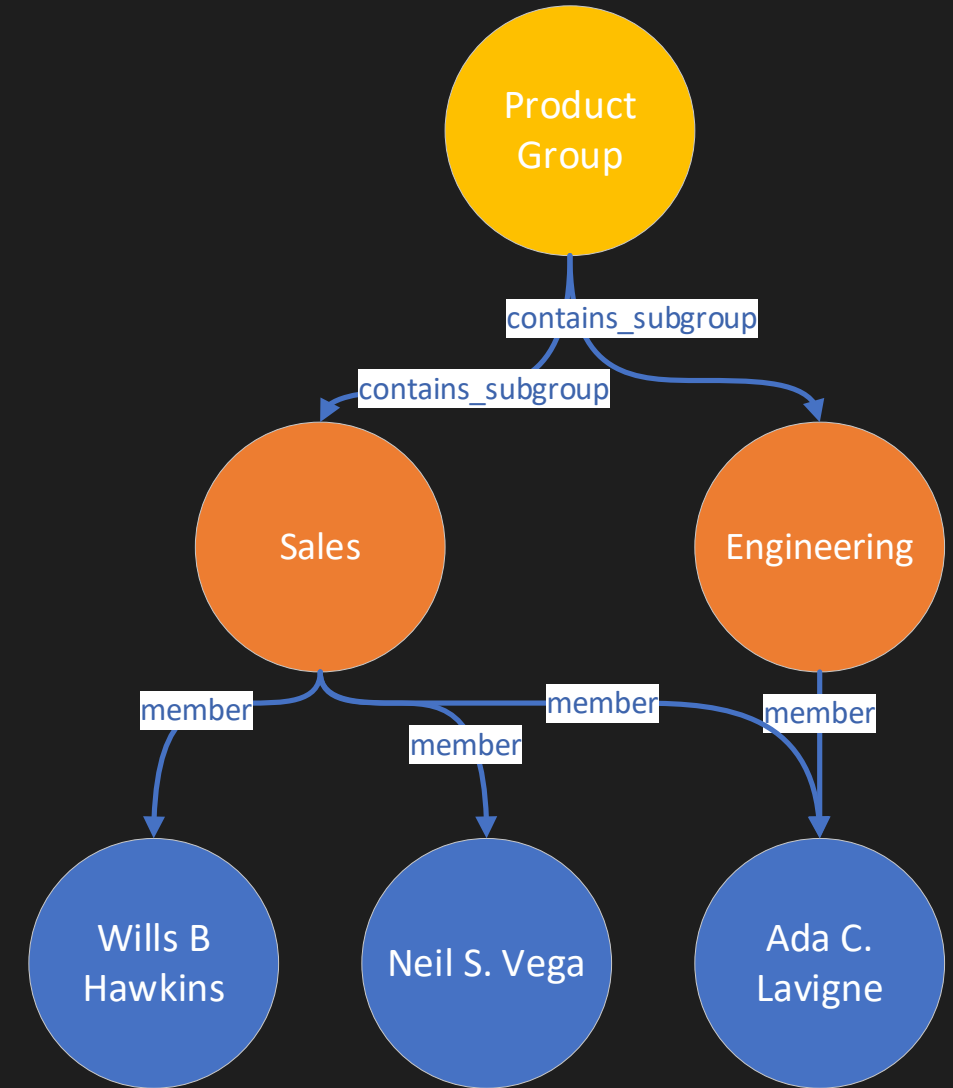 Product
Group
contains_subgroup
contains_subgroup
Sales
Engineering
member
member
member
member
Wills B
Hawkins
Neil S. Vega
Ada C.
Lavigne